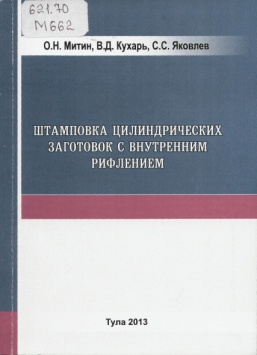 621.70
М662
О.Н. Митин, В.Д. Кухарь, С.С. Яковлев
ШТАМПОВКА ЦИЛИНДРИЧЕСКИХ
ЗАГОТОВОК С ВНУТРЕННИМ
РИФЛЕНИЕМ
Тула 2013